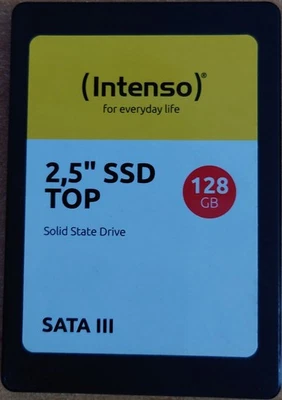 (Intenso)®
for everyday life
2,5" SSD
TOP
128
GB
Solid State Drive
SATA III